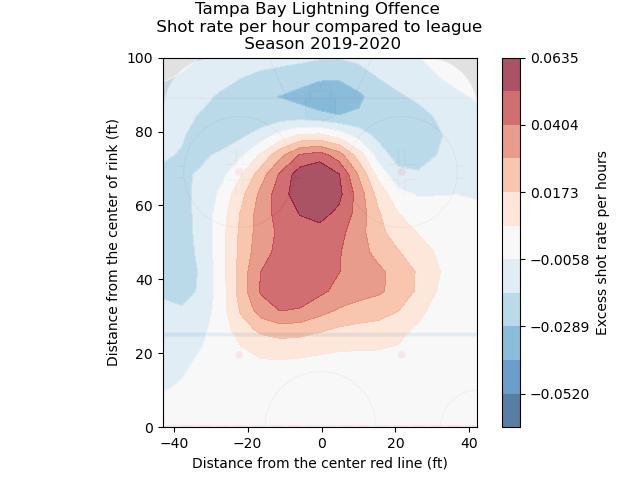 Tampa Bay Lightning Offence
Shot rate per hour compared to league
Season 2019-2020
100
80
60
40
20
0
Distance from the center of rink (ft)
−40
−20
0
20
40
Distance from the center red line (ft)
0.0635
0.0404
0.0173
−0.0058
−0.0289
−0.0520
Excess shot rate per hours